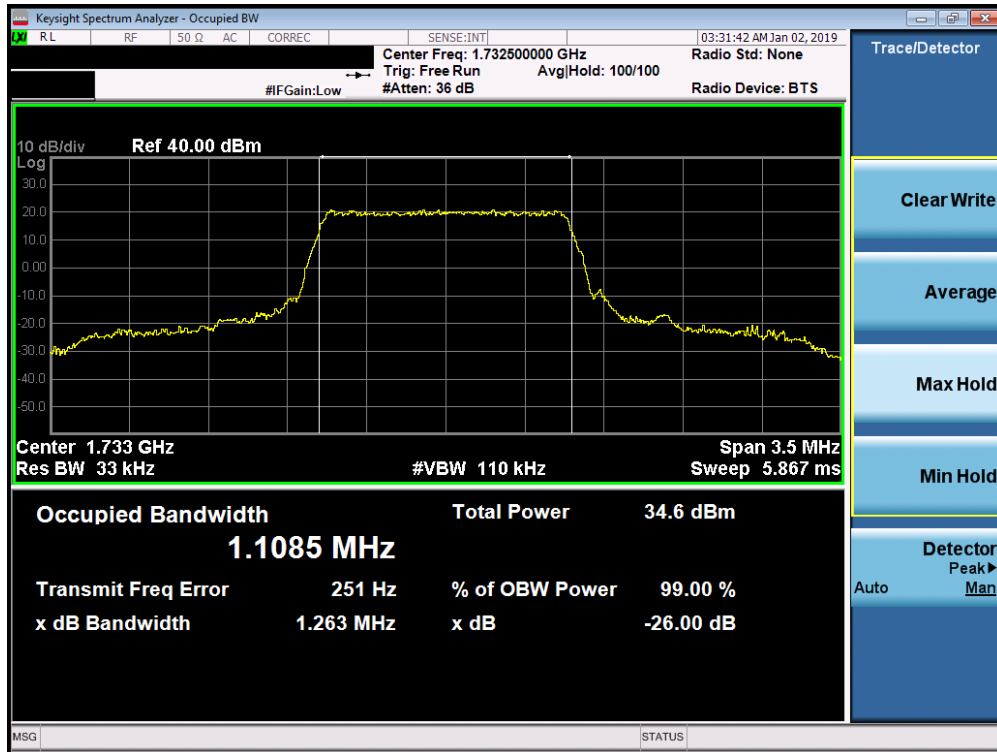 Keysight Spectrum Analyzer - Occupied BW
LXI RL RF 50 Ω AC CORREC SENSE:INT 03:31:42 AM Jan 02, 2019
Center Freq: 1.732500000 GHz Radio Std: None
Trig: Free Run Avg|Hold: 100/100
#IFGain:Low #Atten: 36 dB Radio Device: BTS
10 dB/div Ref 40.00 dBm
Log
30.0
20.0
10.0
0.00
-10.0
-20.0
-30.0
-40.0
-50.0
Center 1.733 GHz Span 3.5 MHz
Res BW 33 kHz #VBW 110 kHz Sweep 5.867 ms
Occupied Bandwidth Total Power 34.6 dBm
1.1085 MHz
Transmit Freq Error 251 Hz % of OBW Power 99.00 %
x dB Bandwidth 1.263 MHz x dB -26.00 dB
MSG STATUS
Trace/Detector
Clear Write
Average
Max Hold
Min Hold
Detector
Peak▶
Auto Man